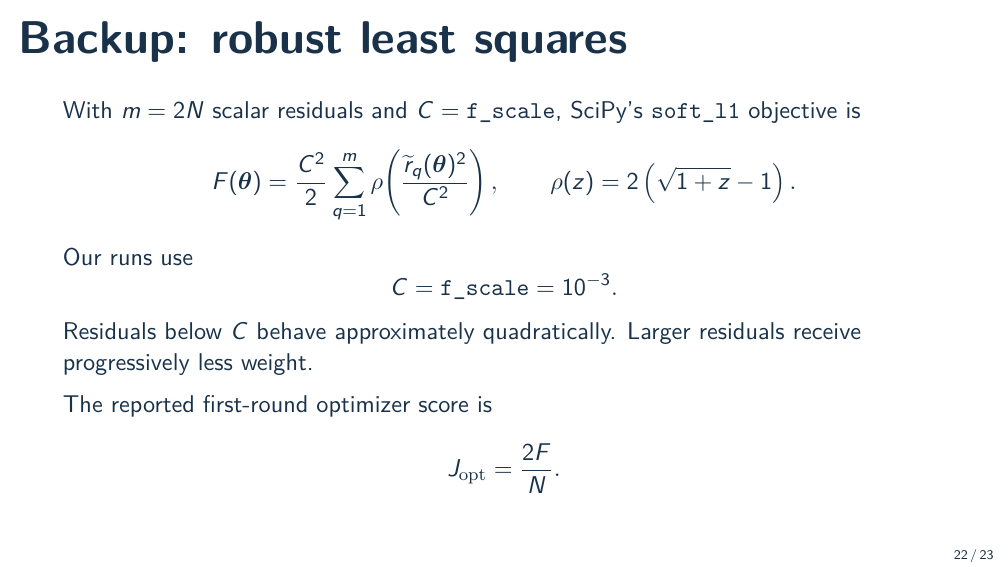 Backup: robust least squares
With m = 2N scalar residuals and C = f_scale, SciPy's soft_l1 objective is
F(θ) = C²/2 ∑_{q=1}^{m} ρ( r̃_q(θ)²/C² ) ,    ρ(z) = 2 ( √(1 + z) − 1 ) .
Our runs use
C = f_scale = 10⁻³.
Residuals below C behave approximately quadratically. Larger residuals receive
progressively less weight.
The reported first-round optimizer score is
J_opt = 2F/N .
22 / 23